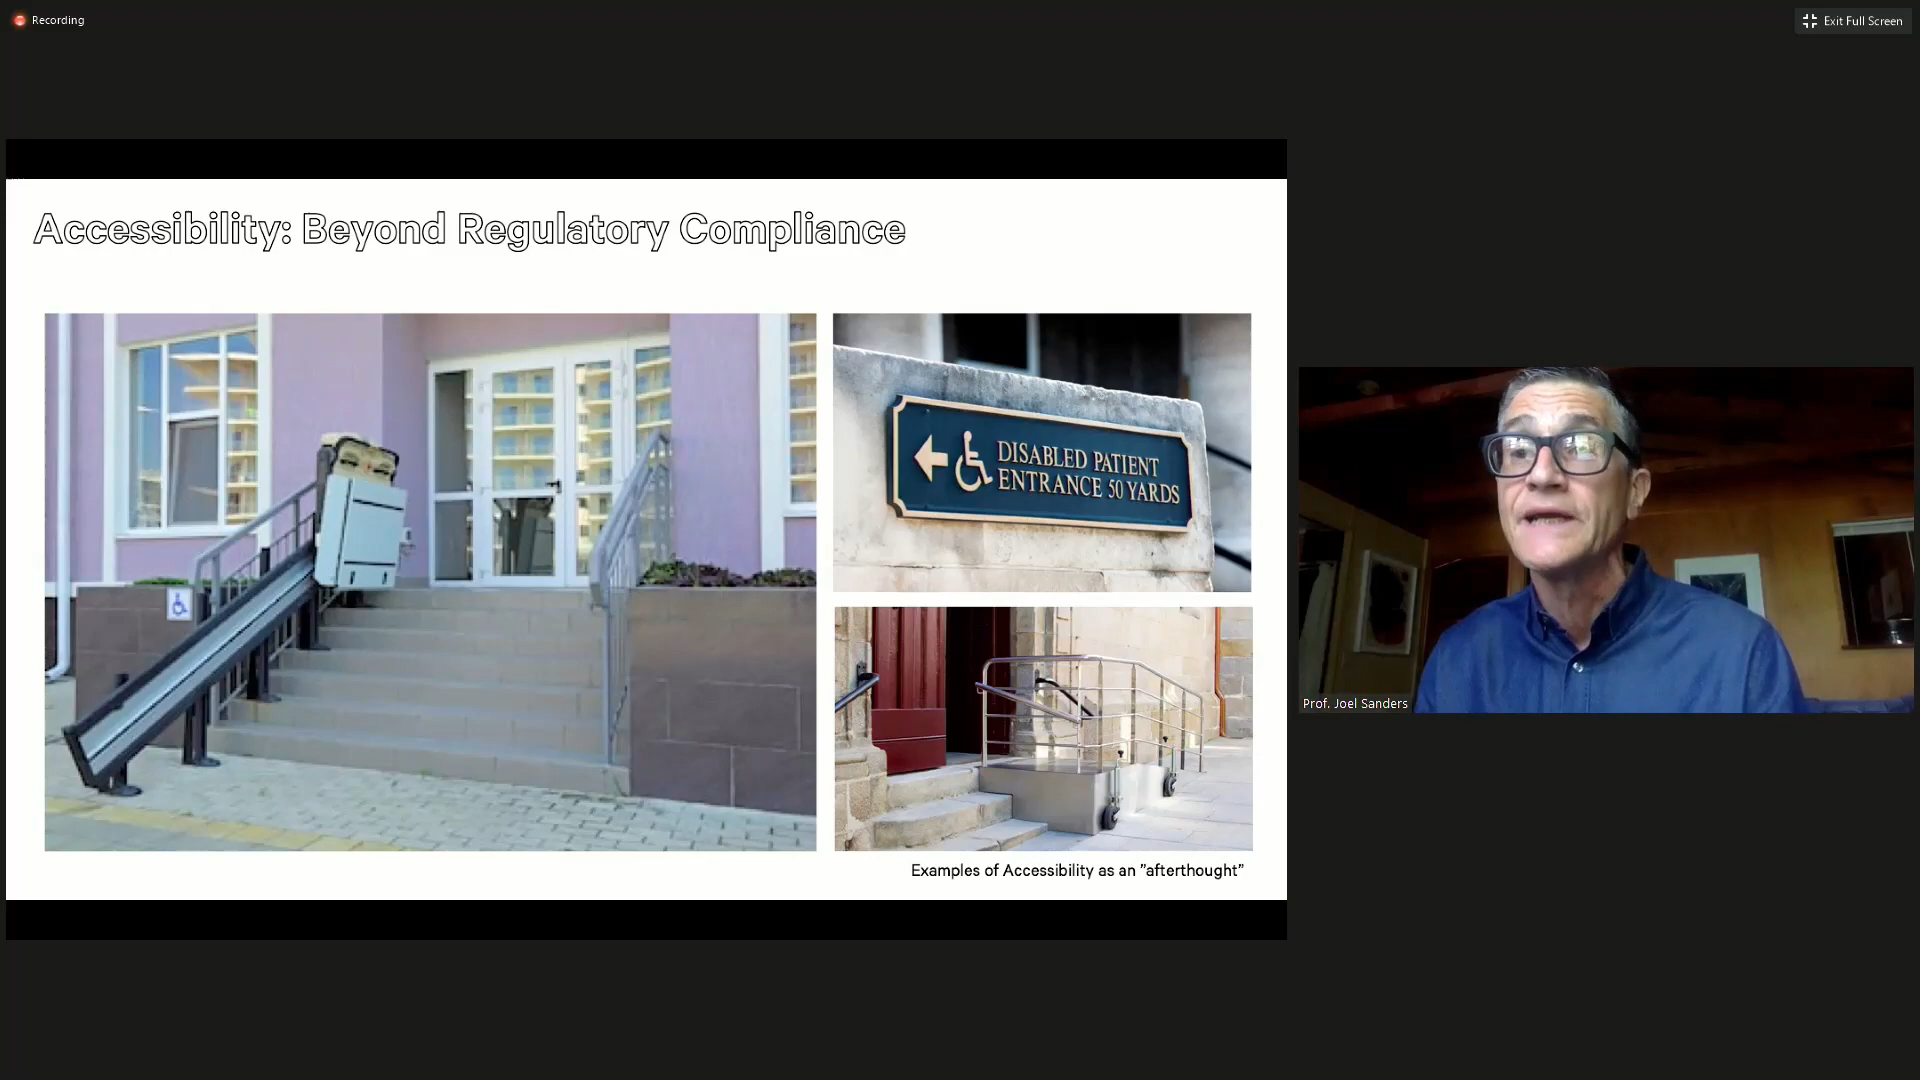 Recording
Exit Full Screen
Accessibility: Beyond Regulatory Compliance
DISABLED PATIENT
ENTRANCE 50 YARDS
Examples of Accessibility as an ”afterthought”
Prof. Joel Sanders